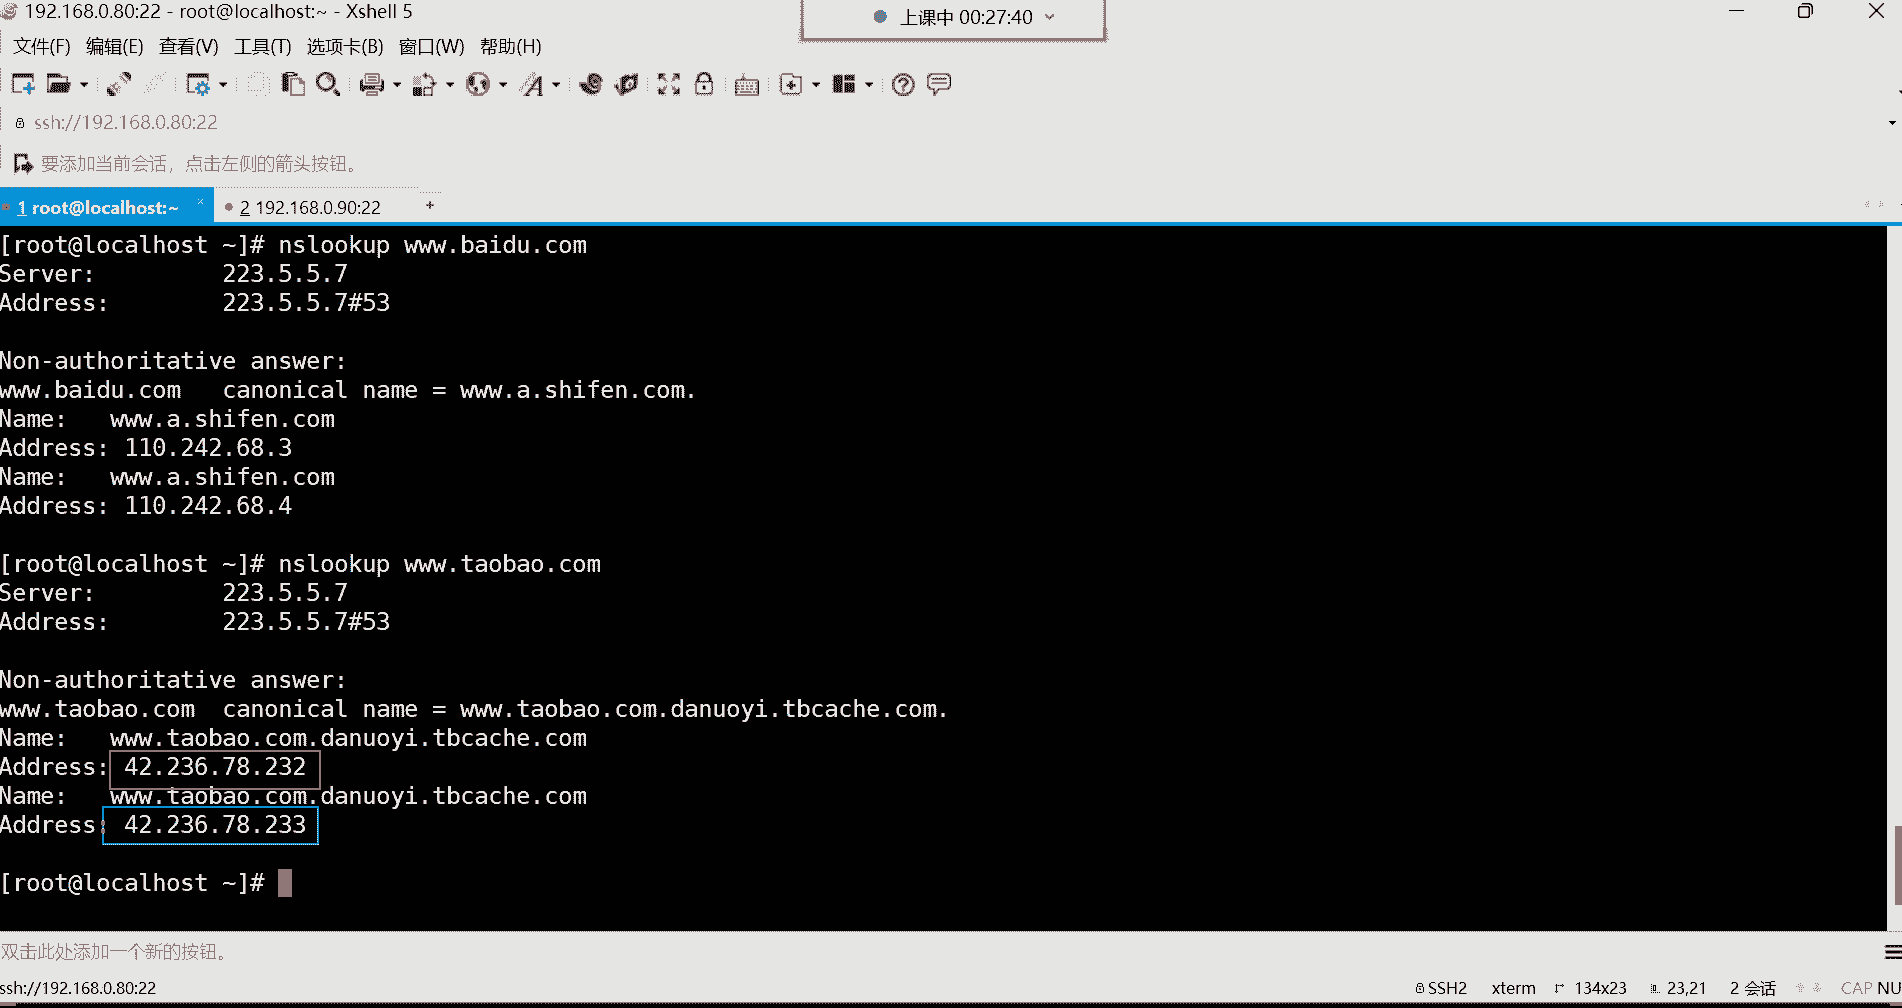 192.168.0.80:22 - root@localhost:~ - Xshell 5
上课中 00:27:40
文件(F) 编辑(E) 查看(V) 工具(T) 选项卡(B) 窗口(W) 帮助(H)
ssh://192.168.0.80:22
要添加当前会话，点击左侧的箭头按钮。
1 root@localhost:~ × 2 192.168.0.90:22 +
[root@localhost ~]# nslookup www.baidu.com
Server: 223.5.5.7
Address: 223.5.5.7#53
Non-authoritative answer:
www.baidu.com canonical name = www.a.shifen.com.
Name: www.a.shifen.com
Address: 110.242.68.3
Name: www.a.shifen.com
Address: 110.242.68.4
[root@localhost ~]# nslookup www.taobao.com
Server: 223.5.5.7
Address: 223.5.5.7#53
Non-authoritative answer:
www.taobao.com canonical name = www.taobao.com.danuoyi.tbcache.com.
Name: www.taobao.com.danuoyi.tbcache.com
Address: 42.236.78.232
Name: www.taobao.com.danuoyi.tbcache.com
Address: 42.236.78.233
[root@localhost ~]#
双击此处添加一个新的按钮。
ssh://192.168.0.80:22 SSH2 xterm 134x23 23,21 2 会话 CAP NU